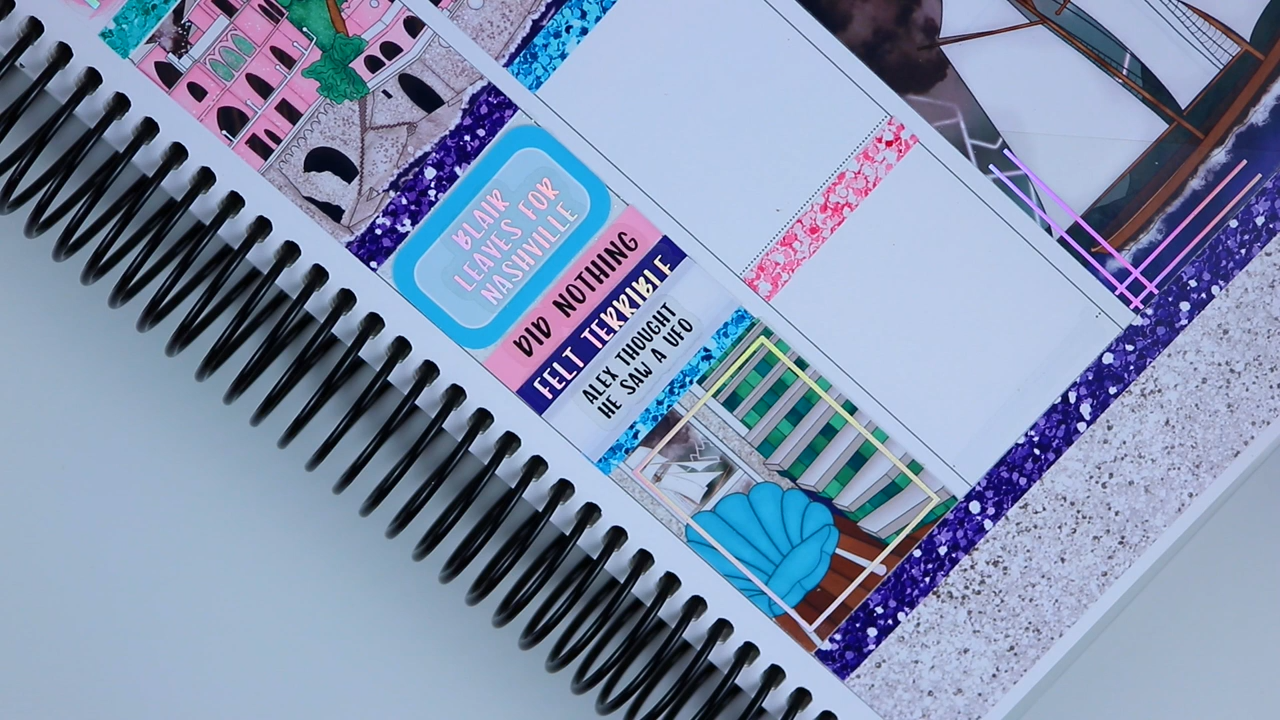 BLAIR
LEAVES FOR
NASHVILLE
DID NOTHING
FELT TERRIBLE
ALEX THOUGHT
HE SAW A UFO